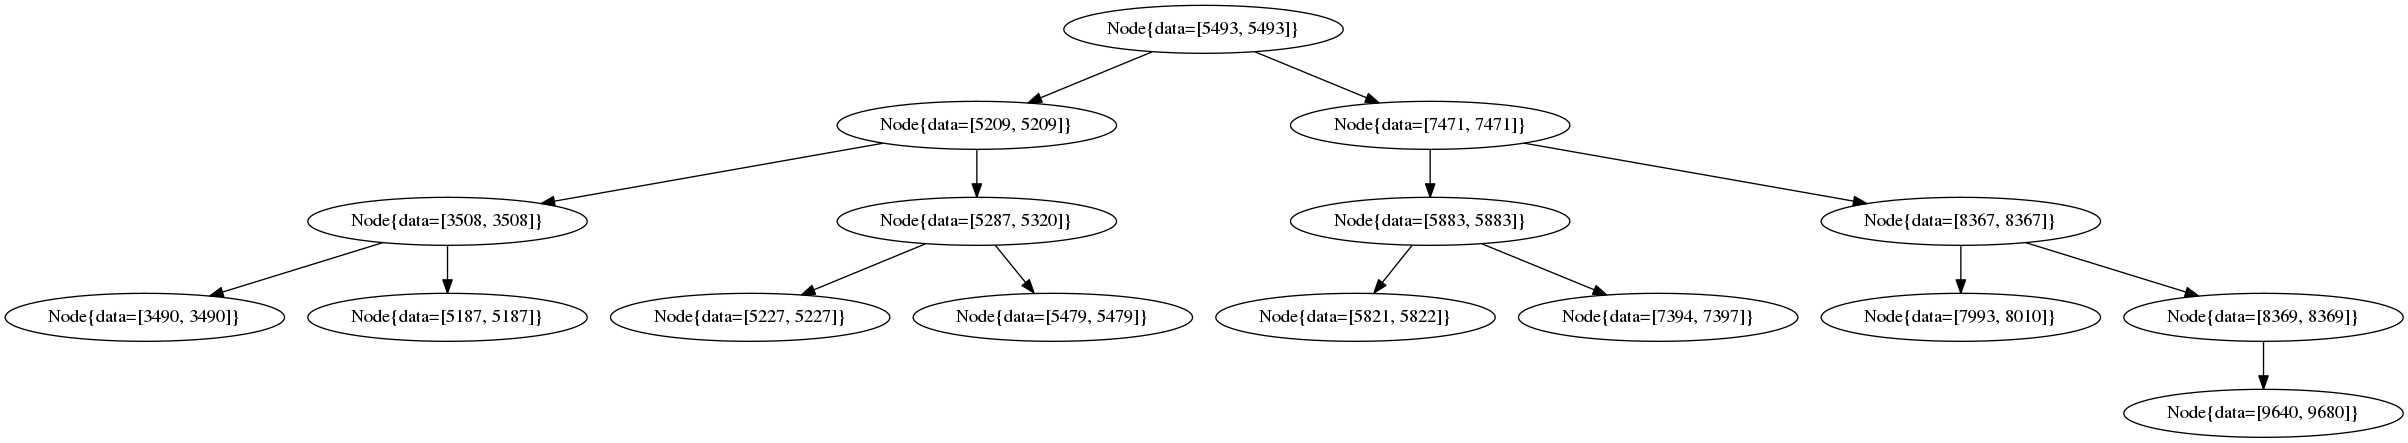 Node{data=[5493, 5493]}
Node{data=[5209, 5209]}
Node{data=[7471, 7471]}
Node{data=[3508, 3508]}
Node{data=[5287, 5320]}
Node{data=[5883, 5883]}
Node{data=[8367, 8367]}
Node{data=[3490, 3490]}
Node{data=[5187, 5187]}
Node{data=[5227, 5227]}
Node{data=[5479, 5479]}
Node{data=[5821, 5822]}
Node{data=[7394, 7397]}
Node{data=[7993, 8010]}
Node{data=[8369, 8369]}
Node{data=[9640, 9680]}